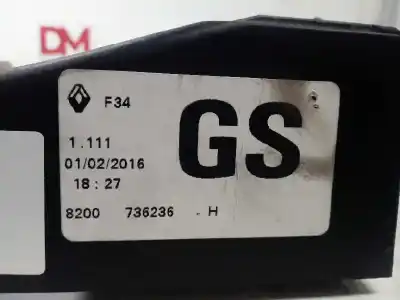 DM
F34
GS
1.111
01/02/2016
18:27
8200 736236 - H